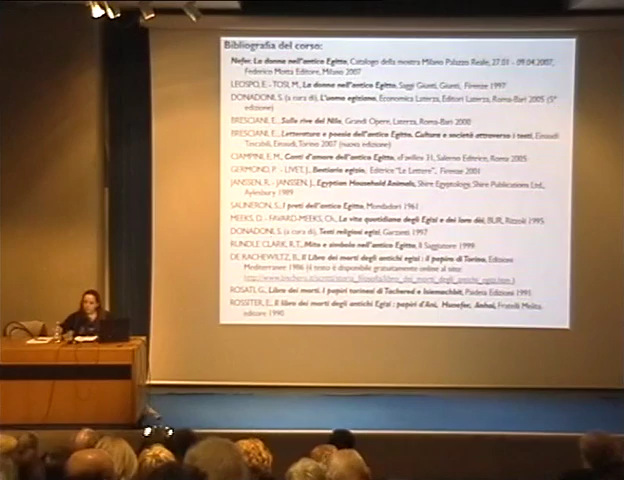 Bibliografia del corso:
Nefer. La donna nell'antico Egitto, Catalogo della mostra Milano Palazzo Reale, 27.01 - 09.04.2007,
Federico Motta Editore, Milano 2007
LEOSPO, E. - TOSI, M., La donna nell'antico Egitto, Saggi Giunti, Giunti, Firenze 1997
DONADONI, S. (a cura di), L'uomo egiziano, Economica Laterza, Editori Laterza, Roma-Bari 2005 (5°
edizione)
BRESCIANI, E., Sulle rive del Nilo, Grandi Opere, Laterza, Roma-Bari 2000
BRESCIANI, E., Letteratura e poesia dell'antico Egitto. Cultura e società attraverso i testi, Einaudi
Tascabili, Einaudi, Torino 2007 (nuova edizione)
CIAMPINI, E. M., Canti d'amore dell'antico Egitto, 31, Salerno Editrice, Roma 2005
GERMOND, P. - LIVET, J., Bestiario egizio, Editrice "Le Lettere", Firenze 2001
JANSSEN, R. - JANSSEN, J., Egyptian Household Animals, Shire Egyptology, Shire Publications Ltd.,
Aylesbury 1989
SAUNERON, S., I preti dell'antico Egitto, Mondadori 1961
MEEKS, D. - FAVARD-MEEKS, Ch., La vita quotidiana degli Egizi e dei loro dèi, BUR, Rizzoli 1995
DONADONI, S. (a cura di), Testi religiosi egizi, Garzanti 1997
RUNDLE CLARK, R.T., Mito e simbolo nell'antico Egitto, Il Saggiatore 1999
DE RACHEWILTZ, B., Il Libro dei morti degli antichi egizi: il papiro di Torino, Edizioni
Mediterranee 1986 (il testo è disponibile gratuitamente online al sito:
ROSATI, G., Libro dei morti. I papiri torinesi di Tachered e Isiemachbit, Paideia Edizioni 1991
ROSSITER, E., Il libro dei morti degli antichi Egizi: papiri d'Ani, Hunefer, Anhai, Fratelli Melita
editore 1990